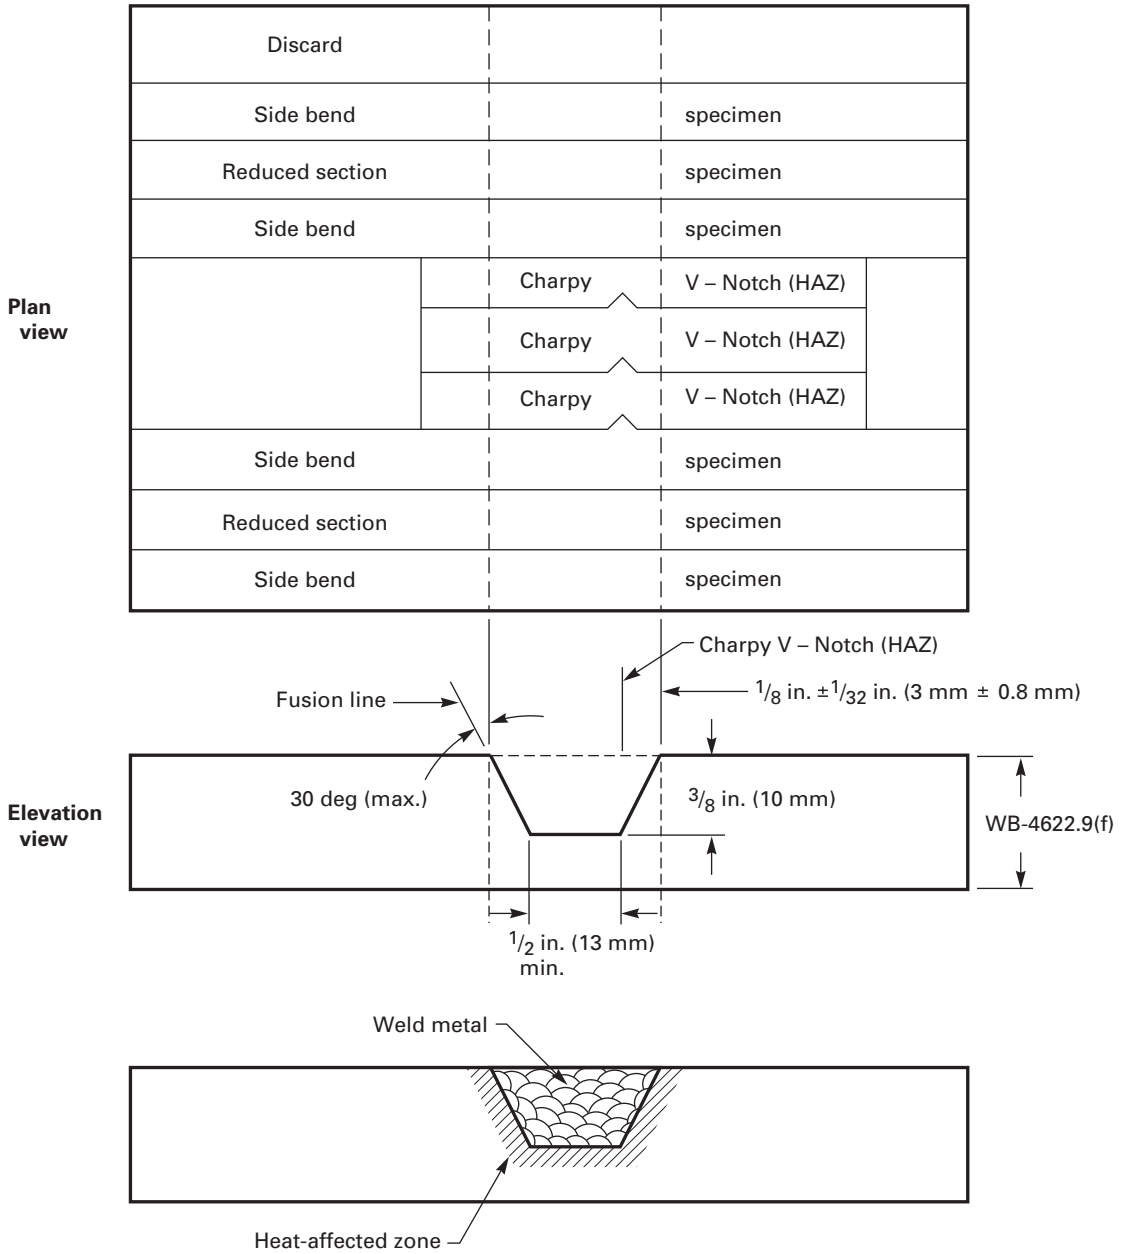 Discard
Side bend specimen
Reduced section specimen
Side bend specimen
Charpy V – Notch (HAZ)
Plan
view
Charpy V – Notch (HAZ)
Charpy V – Notch (HAZ)
Side bend specimen
Reduced section specimen
Side bend specimen
Charpy V – Notch (HAZ)
Fusion line
1/8 in. ±1/32 in. (3 mm ± 0.8 mm)
30 deg (max.)
3/8 in. (10 mm)
Elevation
view
WB-4622.9(f)
1/2 in. (13 mm)
min.
Weld metal
Heat-affected zone